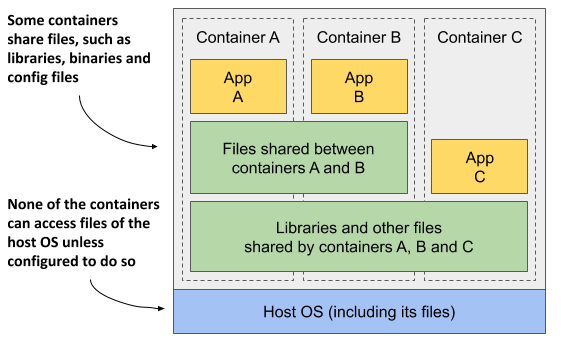 Some containers
share files, such as
libraries, binaries and
config files
None of the containers
can access files of the
host OS unless
configured to do so
Container A
Container B
Container C
App
A
App
B
Files shared between
containers A and B
App
C
Libraries and other files
shared by containers A, B and C
Host OS (including its files)